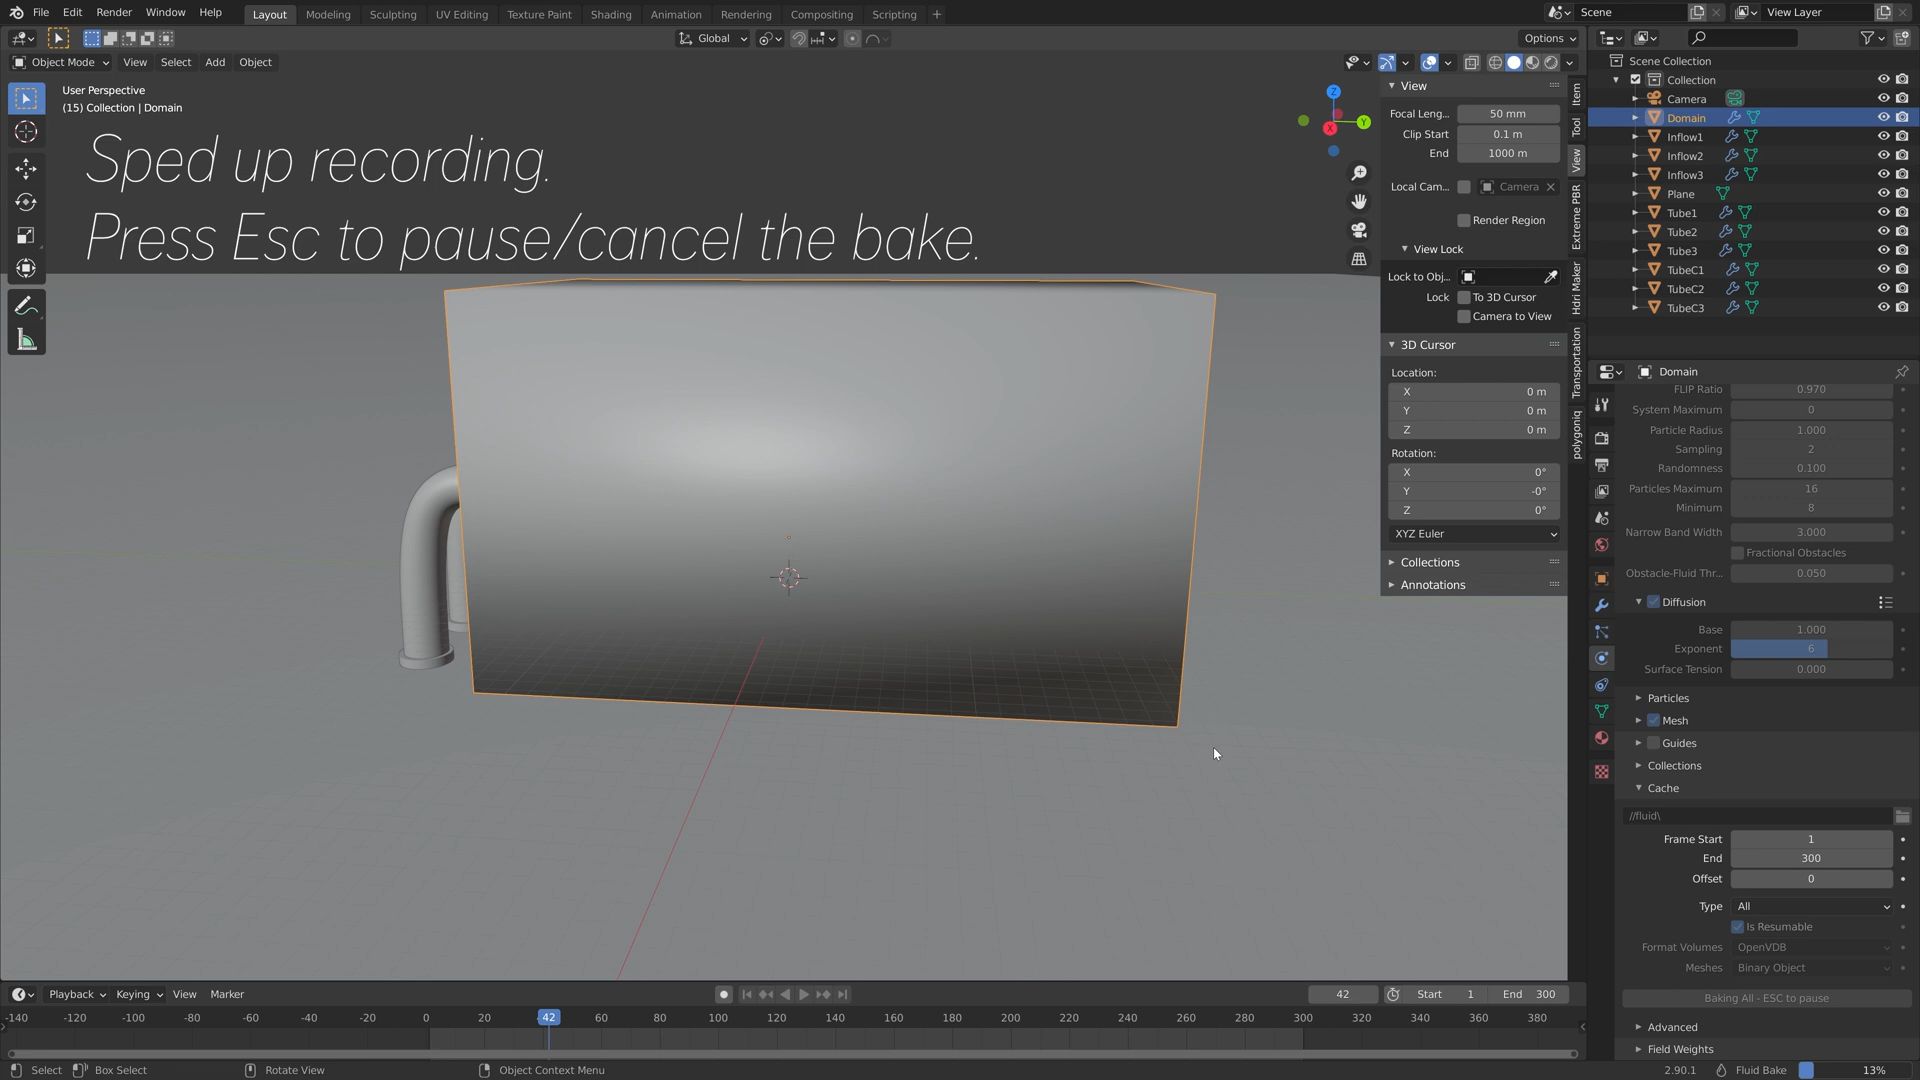 File Edit Render Window Help
Layout Modeling Sculpting UV Editing Texture Paint Shading Animation Rendering Compositing Scripting +
Scene View Layer
Global Options
Object Mode View Select Add Object
User Perspective
(15) Collection | Domain
Sped up recording.
Press Esc to pause/cancel the bake.
Z
Y
X
View
Focal Leng... 50 mm
Clip Start 0.1 m
End 1000 m
Local Cam... Camera
Render Region
View Lock
Lock to Obj...
Lock To 3D Cursor
Camera to View
3D Cursor
Location:
X 0 m
Y 0 m
Z 0 m
Rotation:
X 0°
Y -0°
Z 0°
XYZ Euler
Collections
Annotations
Item
Tool
View
Extreme PBR
Hdri Maker
Transportation
polygoniq
Scene Collection
Collection
Camera
Domain
Inflow1
Inflow2
Inflow3
Plane
Tube1
Tube2
Tube3
TubeC1
TubeC2
TubeC3
Domain
FLIP Ratio 0.970
System Maximum 0
Particle Radius 1.000
Sampling 2
Randomness 0.100
Particles Maximum 16
Minimum 8
Narrow Band Width 3.000
Fractional Obstacles
Obstacle-Fluid Thr... 0.050
Diffusion
Base 1.000
Exponent 6
Surface Tension 0.000
Particles
Mesh
Guides
Collections
Cache
//fluid\
Frame Start 1
End 300
Offset 0
Type All
Is Resumable
Format Volumes OpenVDB
Meshes Binary Object
Baking All - ESC to pause
Advanced
Field Weights
Playback Keying View Marker 42 Start 1 End 300
-140 -120 -100 -80 -60 -40 -20 0 20 42 60 80 100 120 140 160 180 200 220 240 260 280 300 320 340 360 380
Select Box Select Rotate View Object Context Menu 2.90.1 Fluid Bake 13%